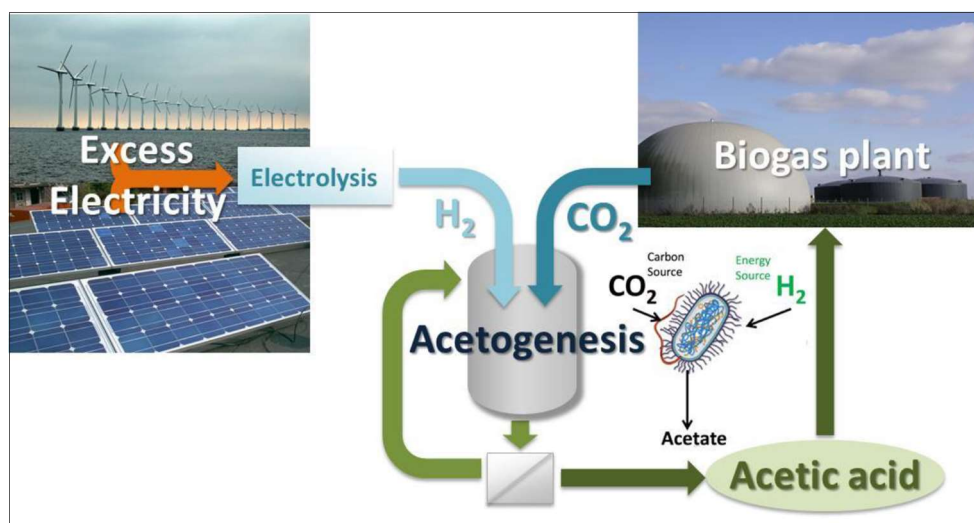 Excess
Electricity
Electrolysis
H₂
CO₂
Biogas plant
Acetogenesis
Carbon
Source
CO₂
Energy
Source
H₂
Acetate
Acetic acid